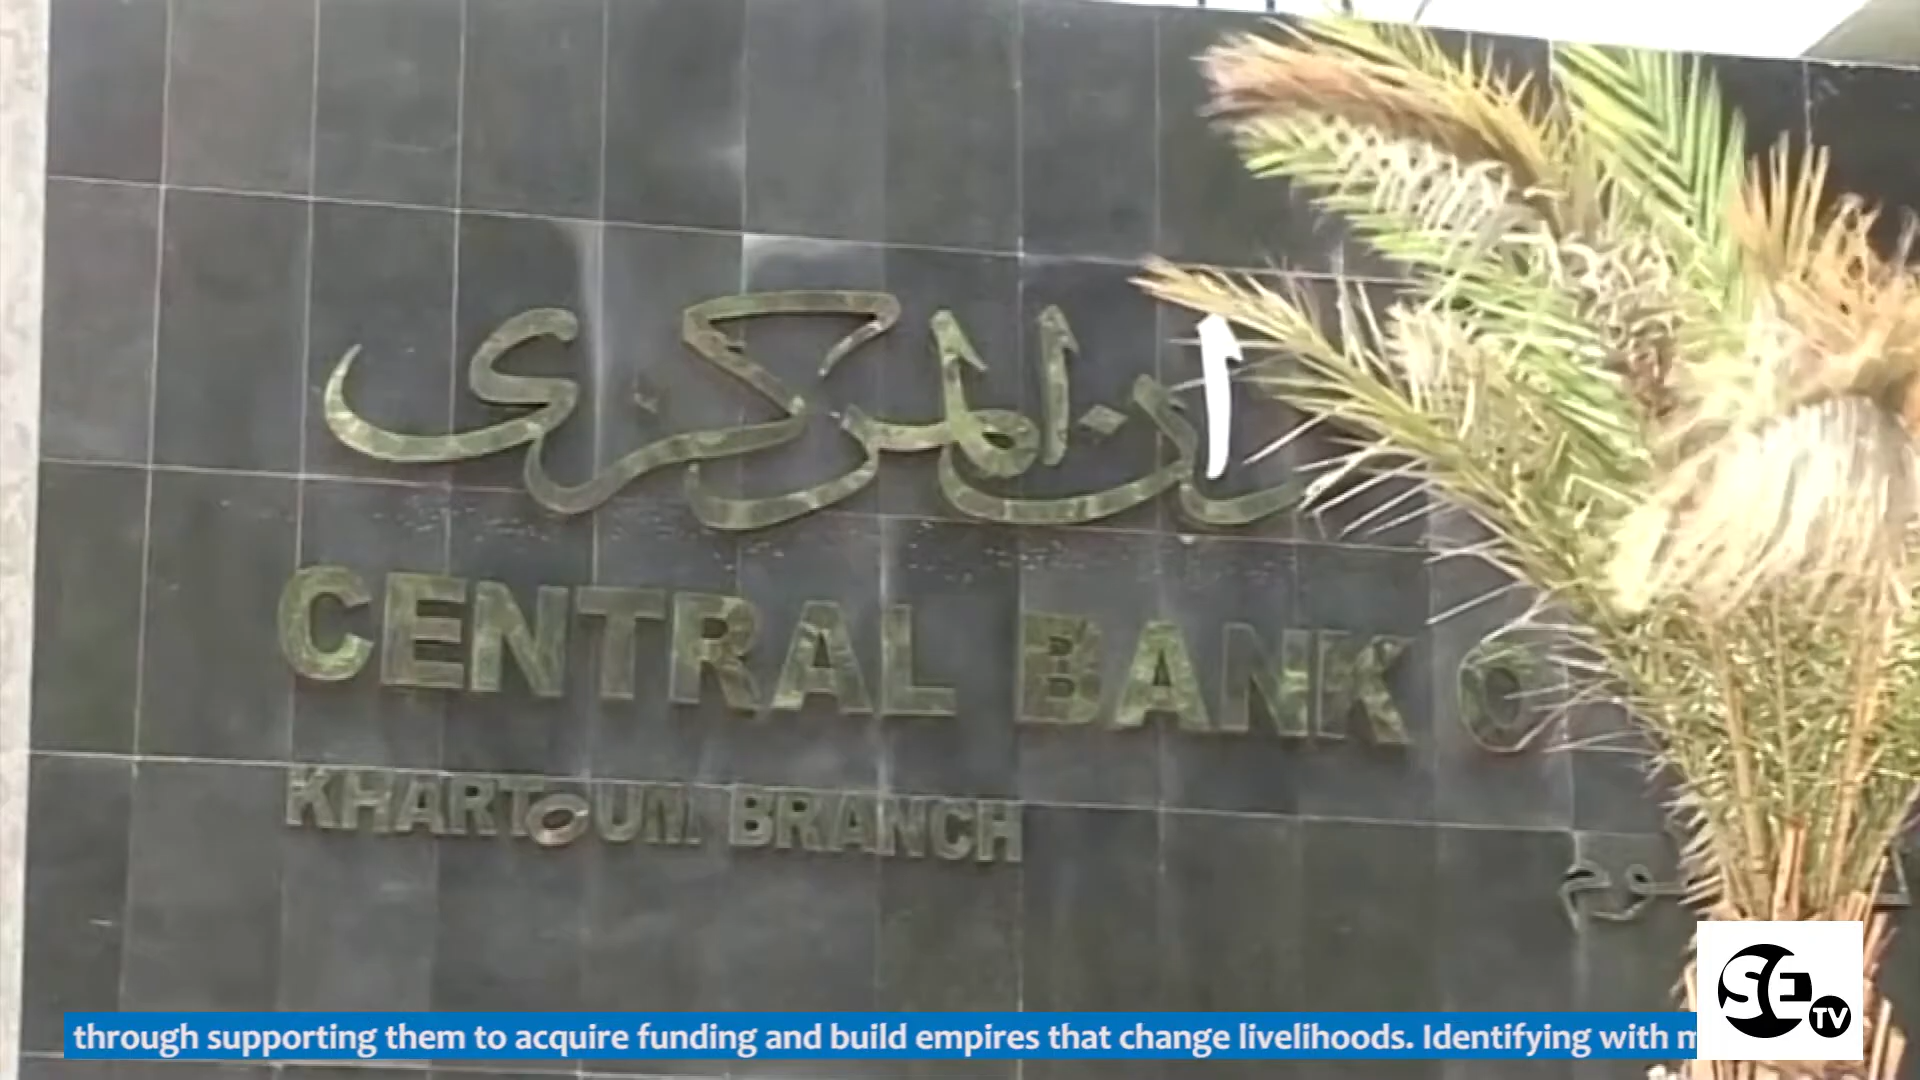 المركزى
CENTRAL BANK O
KHARTOUM BRANCH
through supporting them to acquire funding and build empires that change livelihoods. Identifying with
SE TV